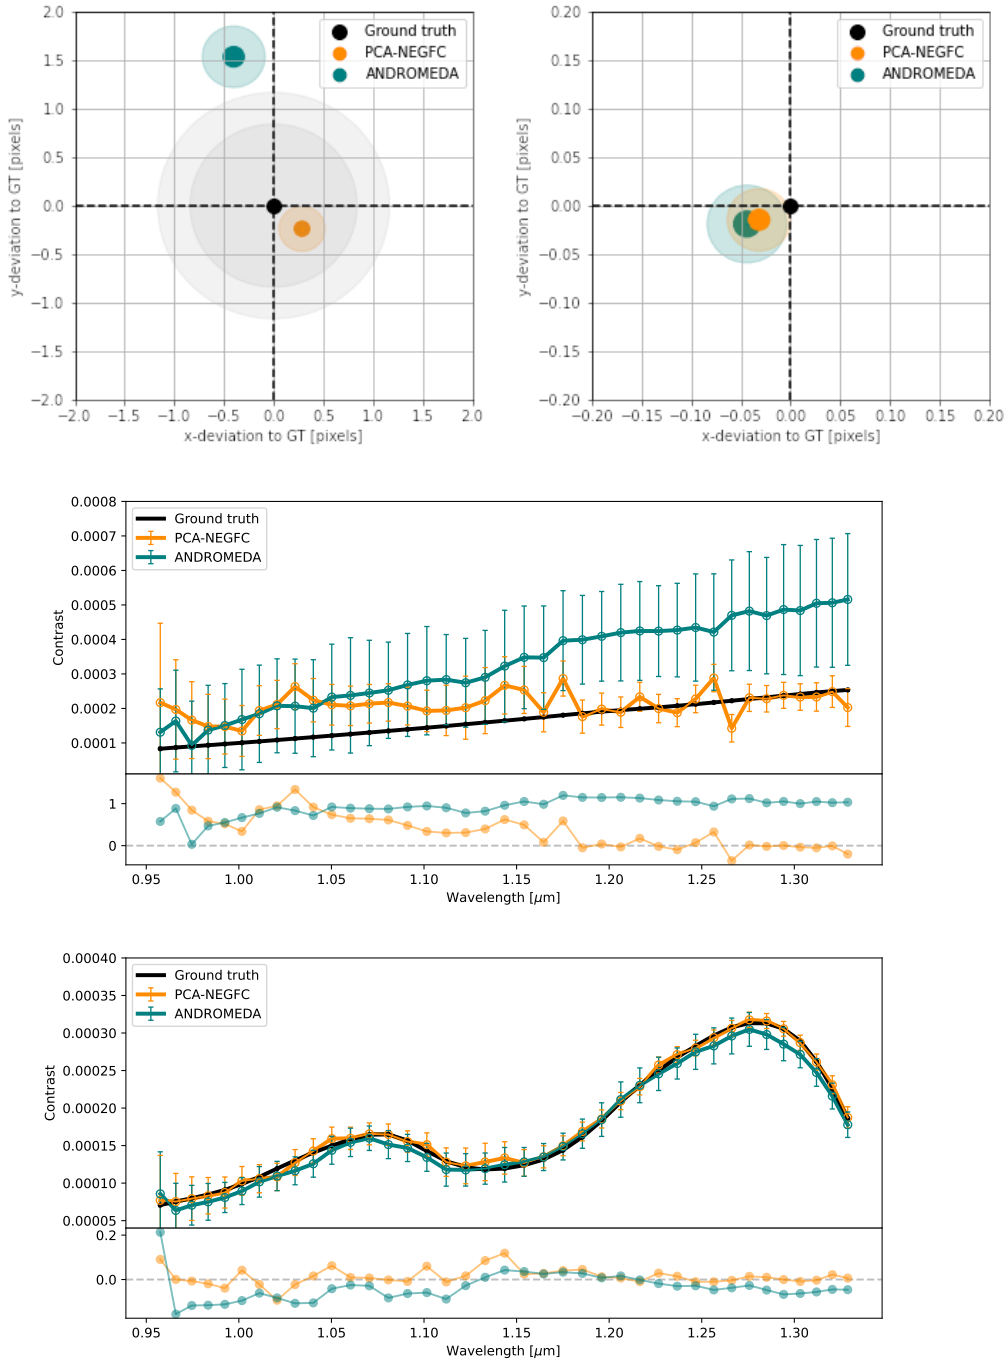 2.0
1.5
1.0
0.5
0.0
−0.5
−1.0
−1.5
−2.0
y-deviation to GT [pixels]
Ground truth
PCA-NEGFC
ANDROMEDA
−2.0 −1.5 −1.0 −0.5 0.0 0.5 1.0 1.5 2.0
x-deviation to GT [pixels]
0.20
0.15
0.10
0.05
0.00
−0.05
−0.10
−0.15
−0.20
y-deviation to GT [pixels]
Ground truth
PCA-NEGFC
ANDROMEDA
−0.20 −0.15 −0.10 −0.05 0.00 0.05 0.10 0.15 0.20
x-deviation to GT [pixels]
0.0008
0.0007
0.0006
0.0005
0.0004
0.0003
0.0002
0.0001
Contrast
Ground truth
PCA-NEGFC
ANDROMEDA
1
0
0.95 1.00 1.05 1.10 1.15 1.20 1.25 1.30
Wavelength [μm]
0.00040
0.00035
0.00030
0.00025
0.00020
0.00015
0.00010
0.00005
Contrast
Ground truth
PCA-NEGFC
ANDROMEDA
0.2
0.0
0.95 1.00 1.05 1.10 1.15 1.20 1.25 1.30
Wavelength [μm]